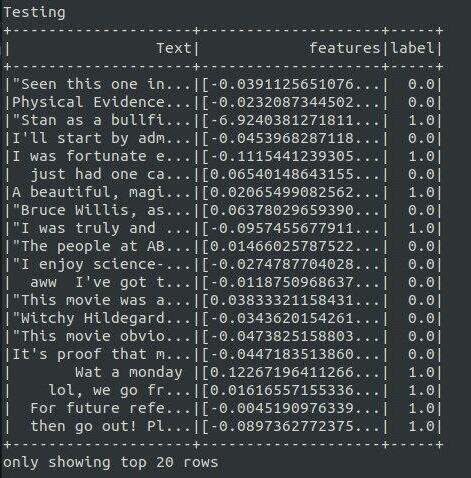 Testing
+--------------------+--------------------+-----+
|                Text|            features|label|
+--------------------+--------------------+-----+
|"Seen this one in...|[-0.0391125651076...|  0.0|
|Physical Evidence...|[-0.0232087344502...|  0.0|
|"Stan as a bullfi...|[-6.9240381271811...|  1.0|
|I'll start by adm...|[-0.0453968287118...|  0.0|
|I was fortunate e...|[-0.1115441239305...|  1.0|
|  just had one ca...|[0.06540148643155...|  0.0|
|A beautiful, magi...|[0.02065499082562...|  1.0|
|"Bruce Willis, as...|[0.06378029659390...|  0.0|
|"I was truly and ...|[-0.0957455677911...|  1.0|
|"The people at AB...|[0.01466025787522...|  0.0|
|"I enjoy science-...|[-0.0274787704028...|  0.0|
|  aww  I've got t...|[-0.0118750968637...|  0.0|
|"This movie was a...|[0.03833321158431...|  0.0|
|"Witchy Hildegard...|[-0.0343620154261...|  0.0|
|"This movie obvio...|[-0.0473825158803...|  0.0|
|It's proof that m...|[-0.0447183513860...|  0.0|
|       Wat a monday |[0.12267196411266...|  1.0|
|    lol, we go fr...|[0.01616557155336...|  1.0|
|  For future refe...|[-0.0045190976339...|  1.0|
|  then go out! Pl...|[-0.0897362772375...|  1.0|
+--------------------+--------------------+-----+
only showing top 20 rows